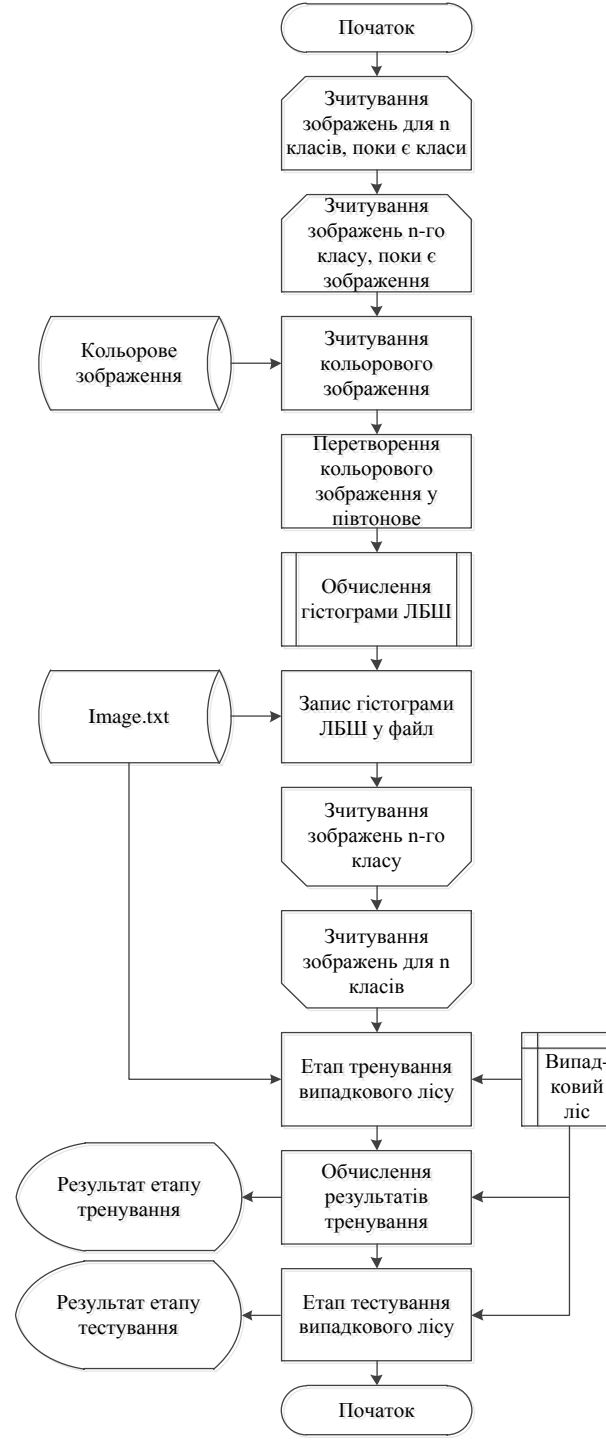 Початок
Зчитування
зображень для n
класів, поки є класи
Зчитування
зображень n-го
класу, поки є
зображення
Кольорове
зображення
Зчитування
кольорового
зображення
Перетворення
кольорового
зображення у
півтонове
Обчислення
гістограми ЛБШ
Image.txt
Запис гістограми
ЛБШ у файл
Зчитування
зображень n-го
класу
Зчитування
зображень для n
класів
Етап тренування
випадкового лісу
Випад-
ковий
ліс
Результат етапу
тренування
Обчислення
результатів
тренування
Результат етапу
тестування
Етап тестування
випадкового лісу
Початок